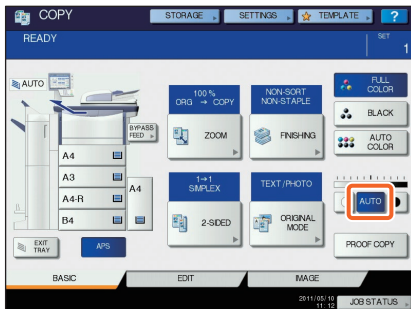 COPY
STORAGE
SETTINGS
TEMPLATE
?
READY
SET
1
AUTO
100 %
ORG → COPY
NON-SORT
NON-STAPLE
FULL
COLOR
BLACK
BYPASS
FEED
ZOOM
FINISHING
AUTO
COLOR
A4
A3
A4-R
B4
A4
1→1
SIMPLEX
TEXT/PHOTO
AUTO
2-SIDED
ORIGINAL
MODE
EXIT
TRAY
APS
PROOF COPY
BASIC
EDIT
IMAGE
2011/05/10
11:12
JOB STATUS